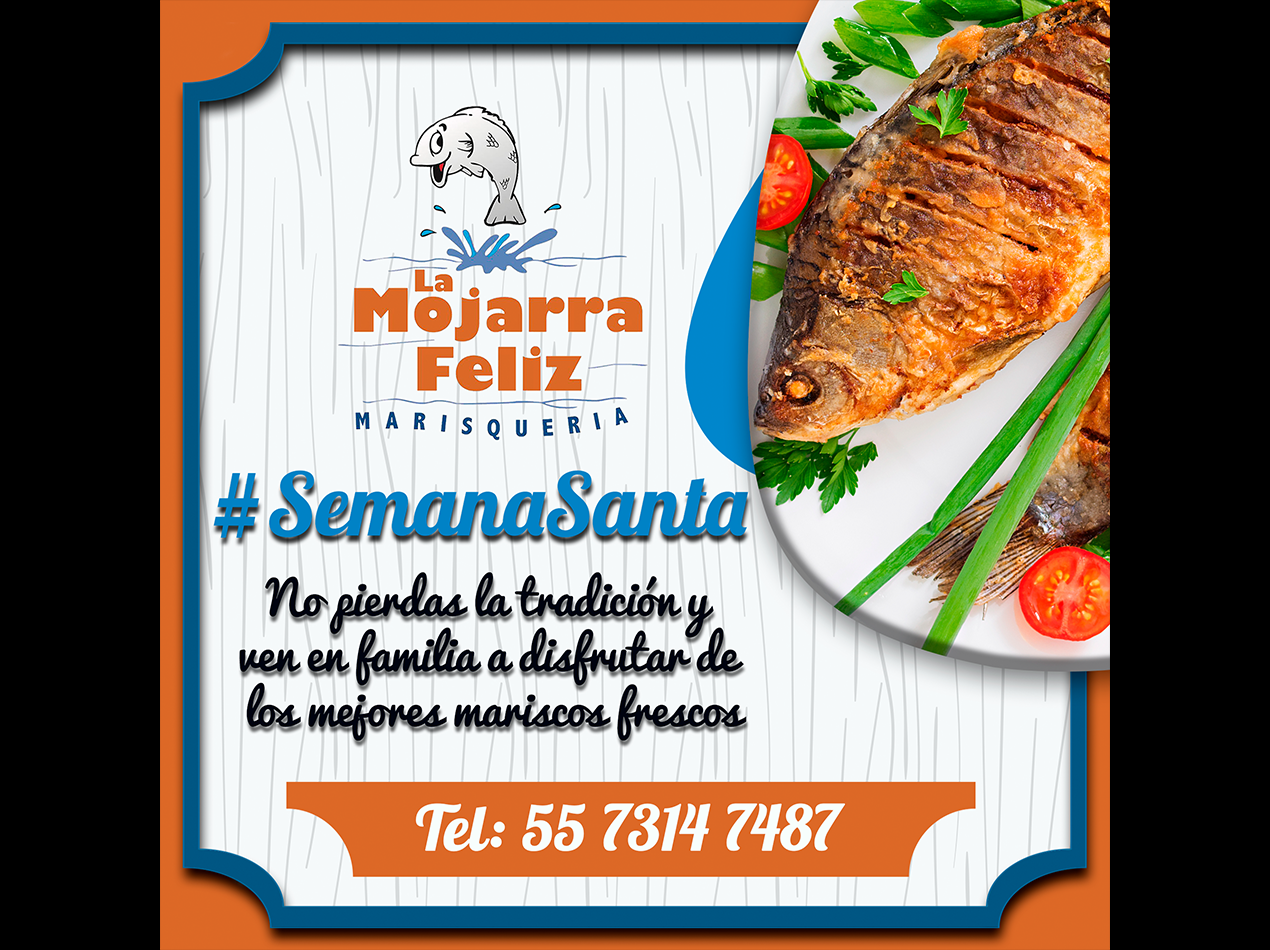 La
Mojarra
Feliz
MARISQUERIA
#SemanaSanta
No pierdas la tradición y
ven en familia a disfrutar de
los mejores mariscos frescos
Tel: 55 7314 7487